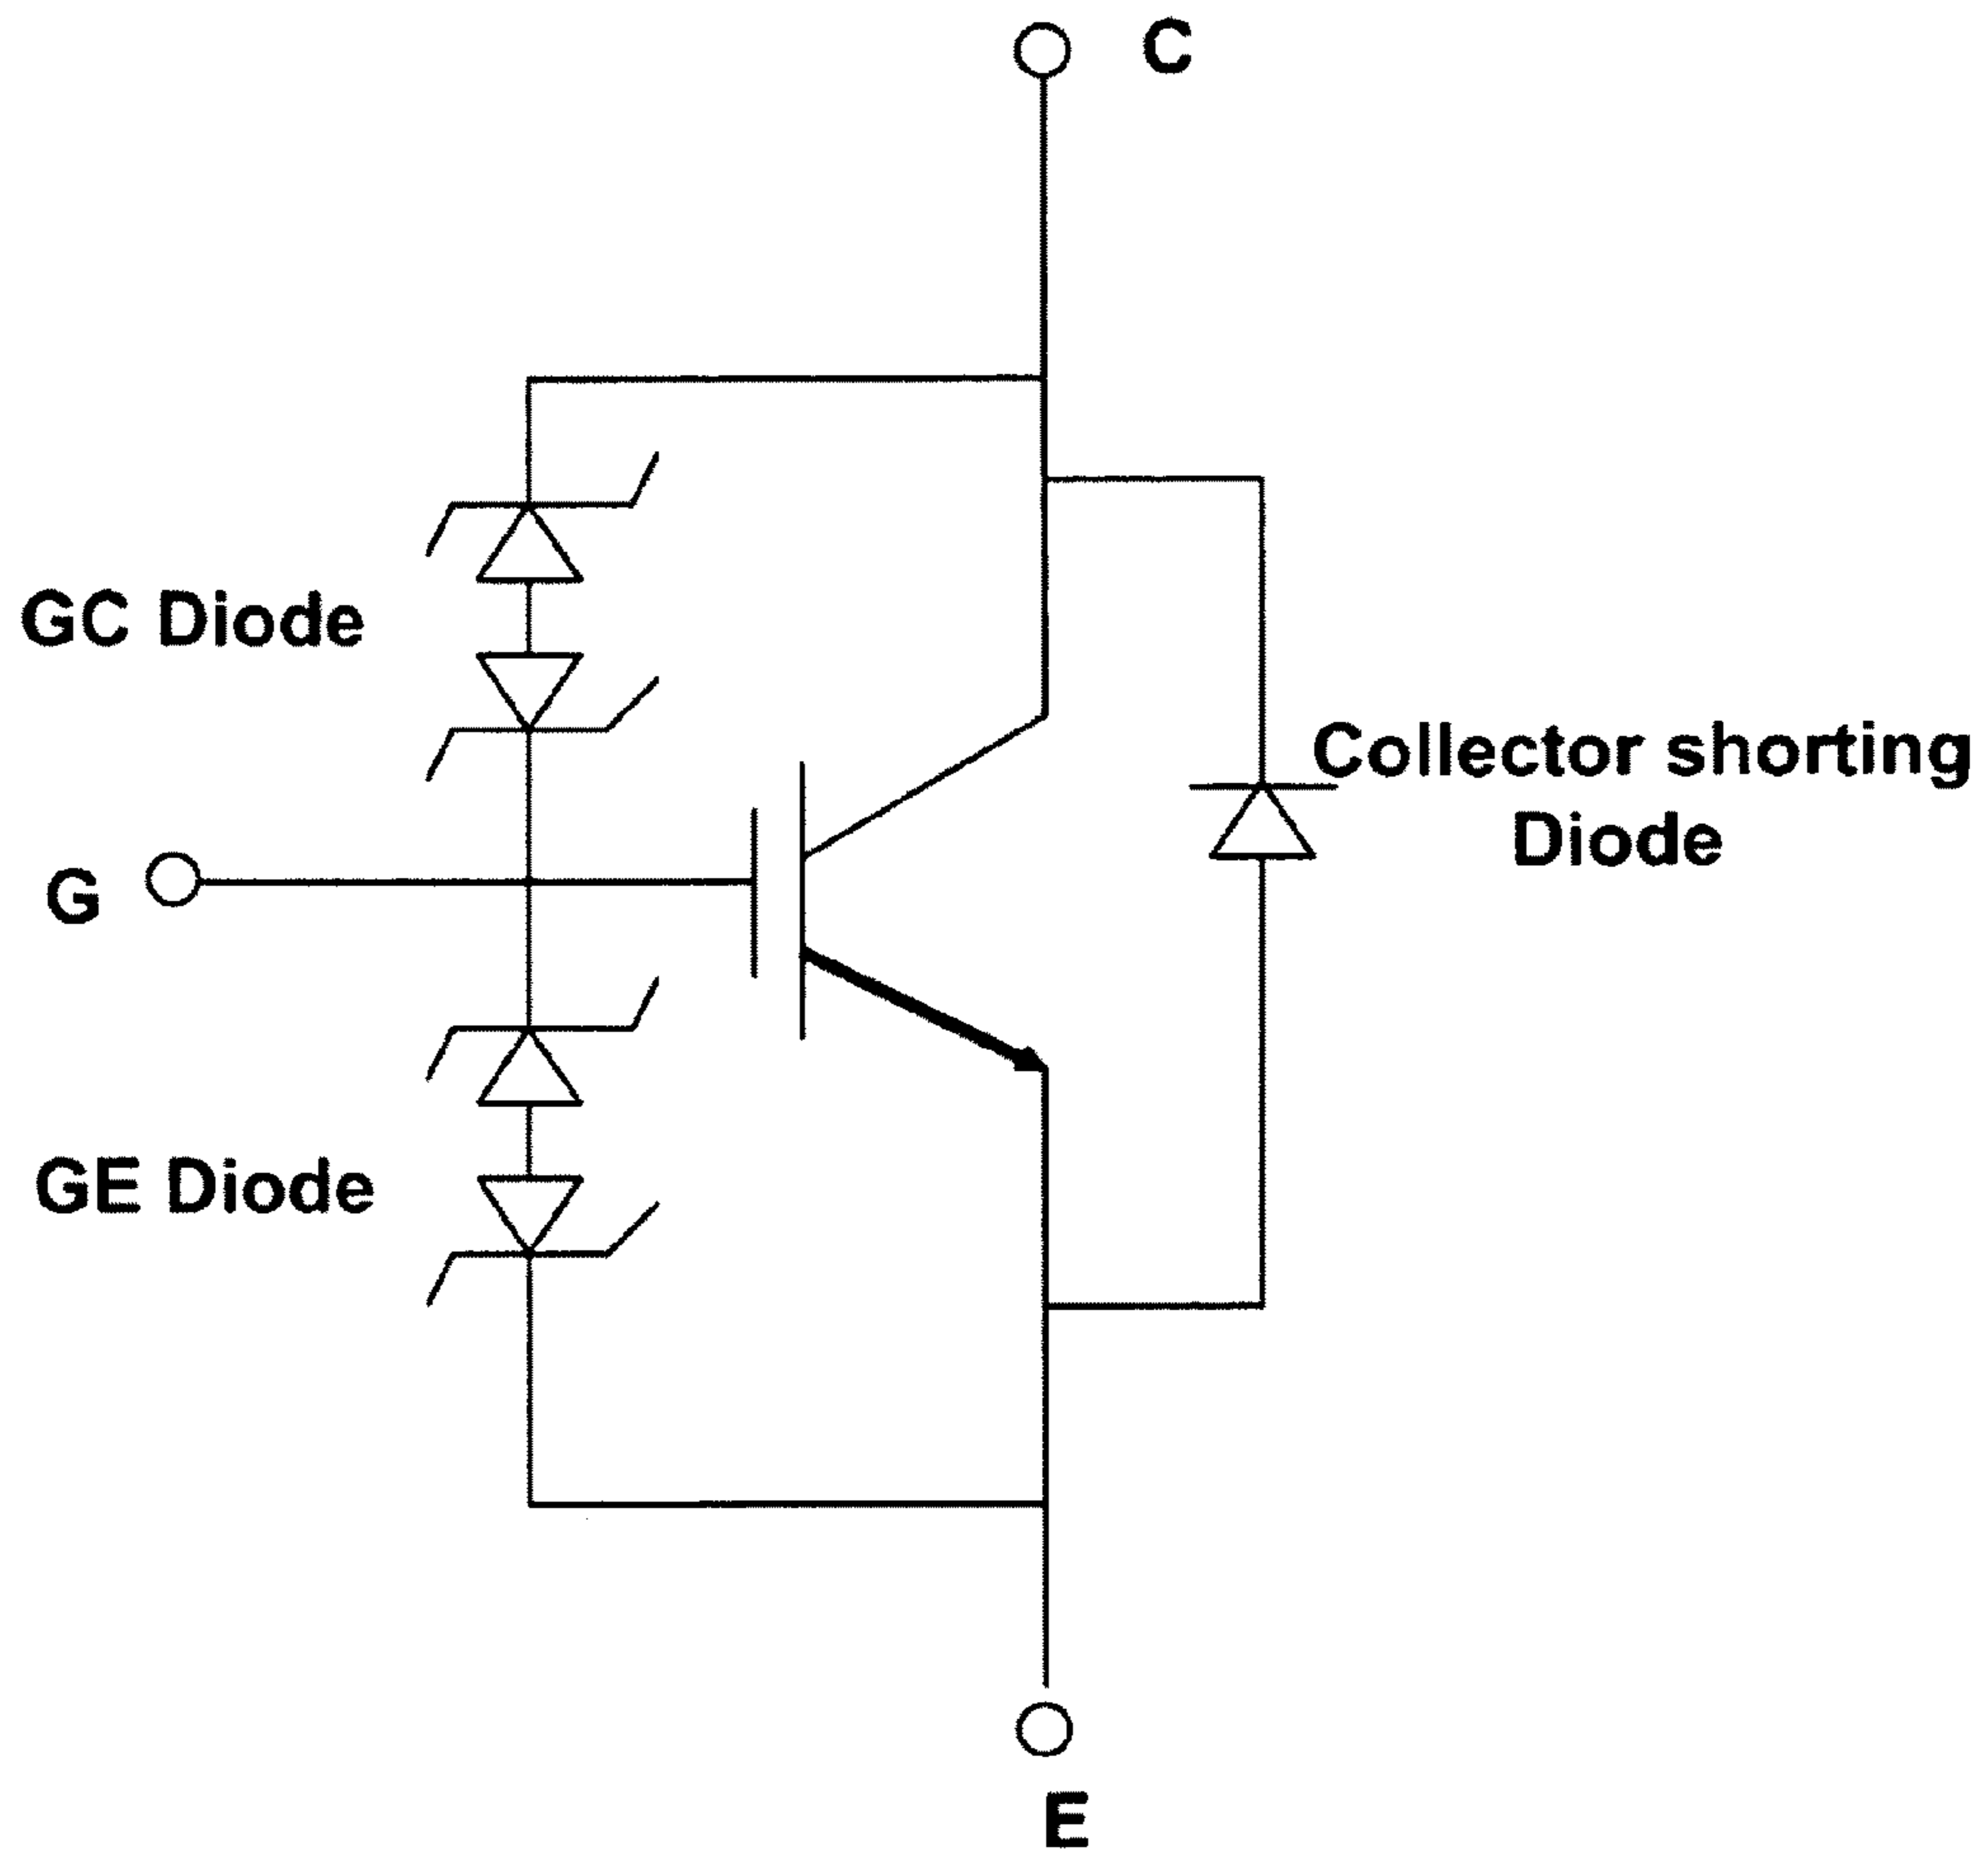 C
GC Diode
Collector shorting
Diode
G
GE Diode
E